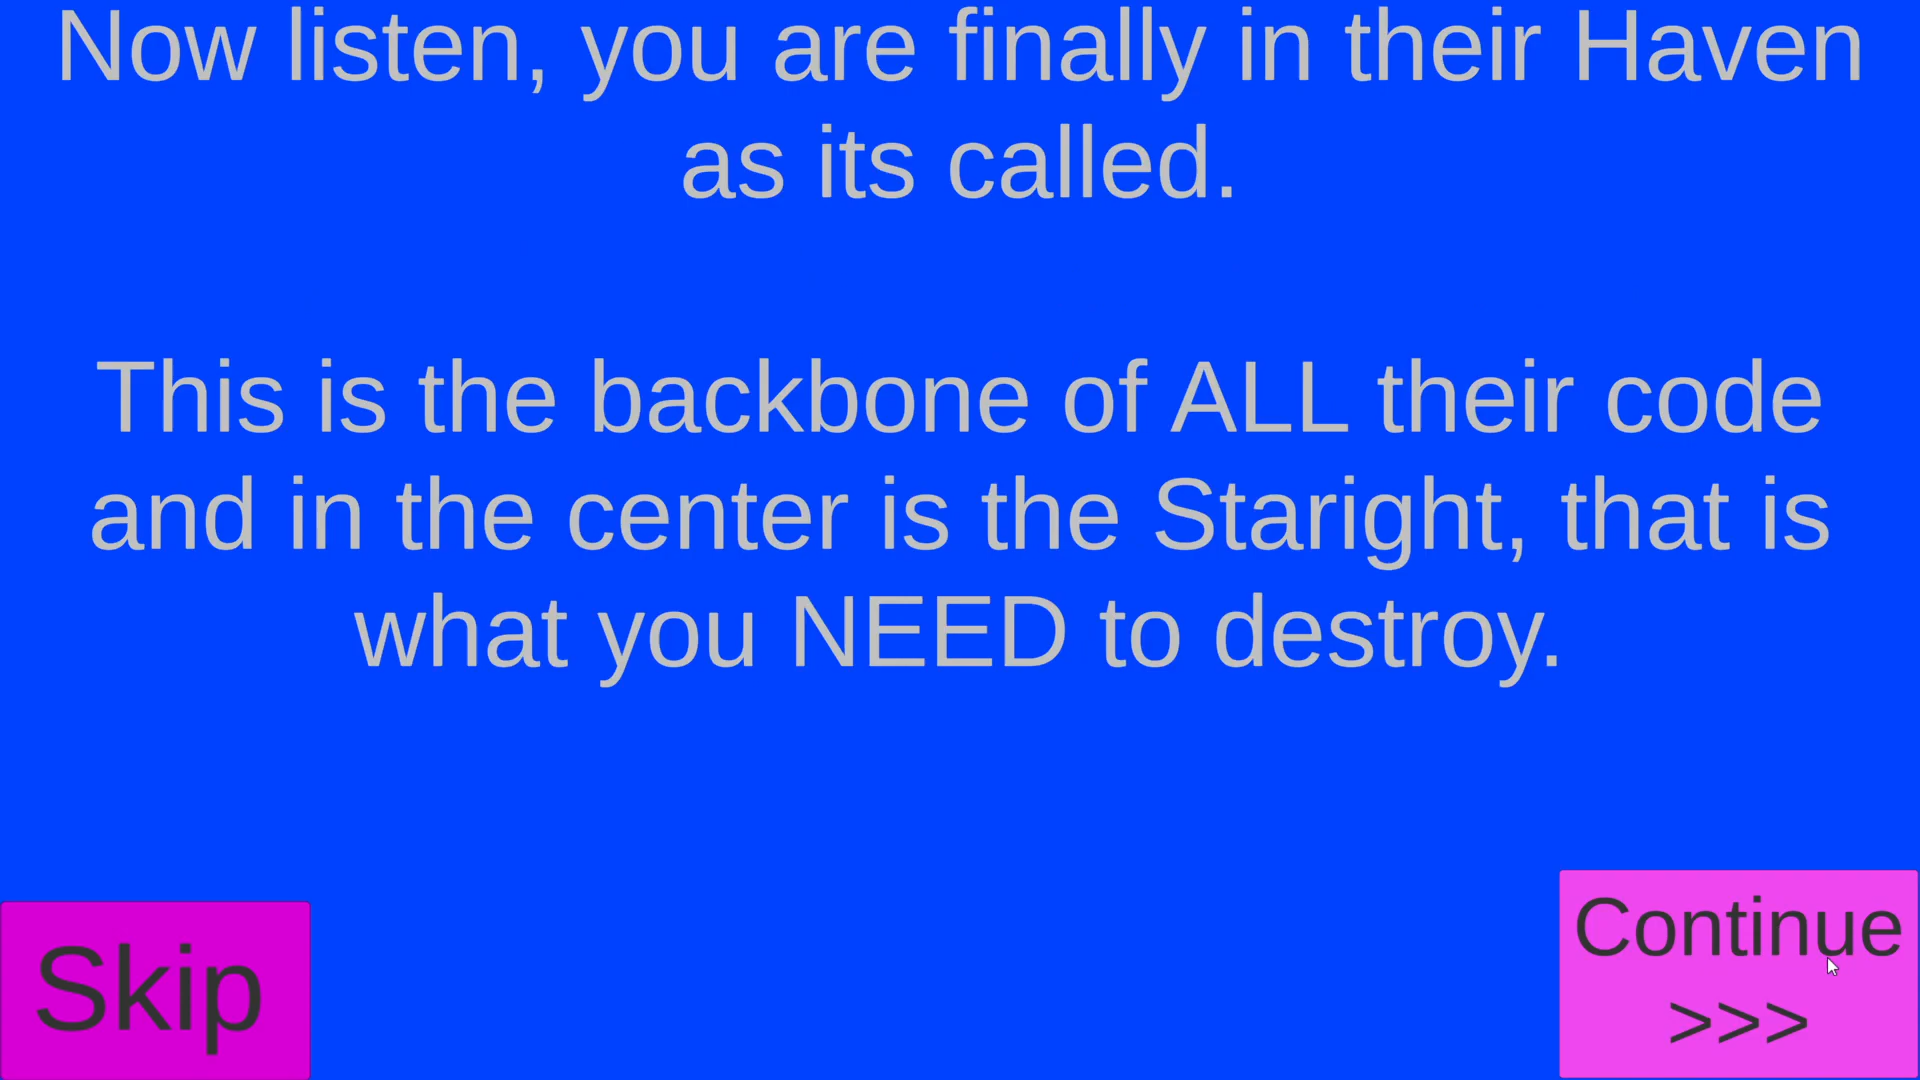 Now listen, you are finally in their Haven
as its called.
This is the backbone of ALL their code
and in the center is the Staright, that is
what you NEED to destroy.
Skip
Continue
>>>